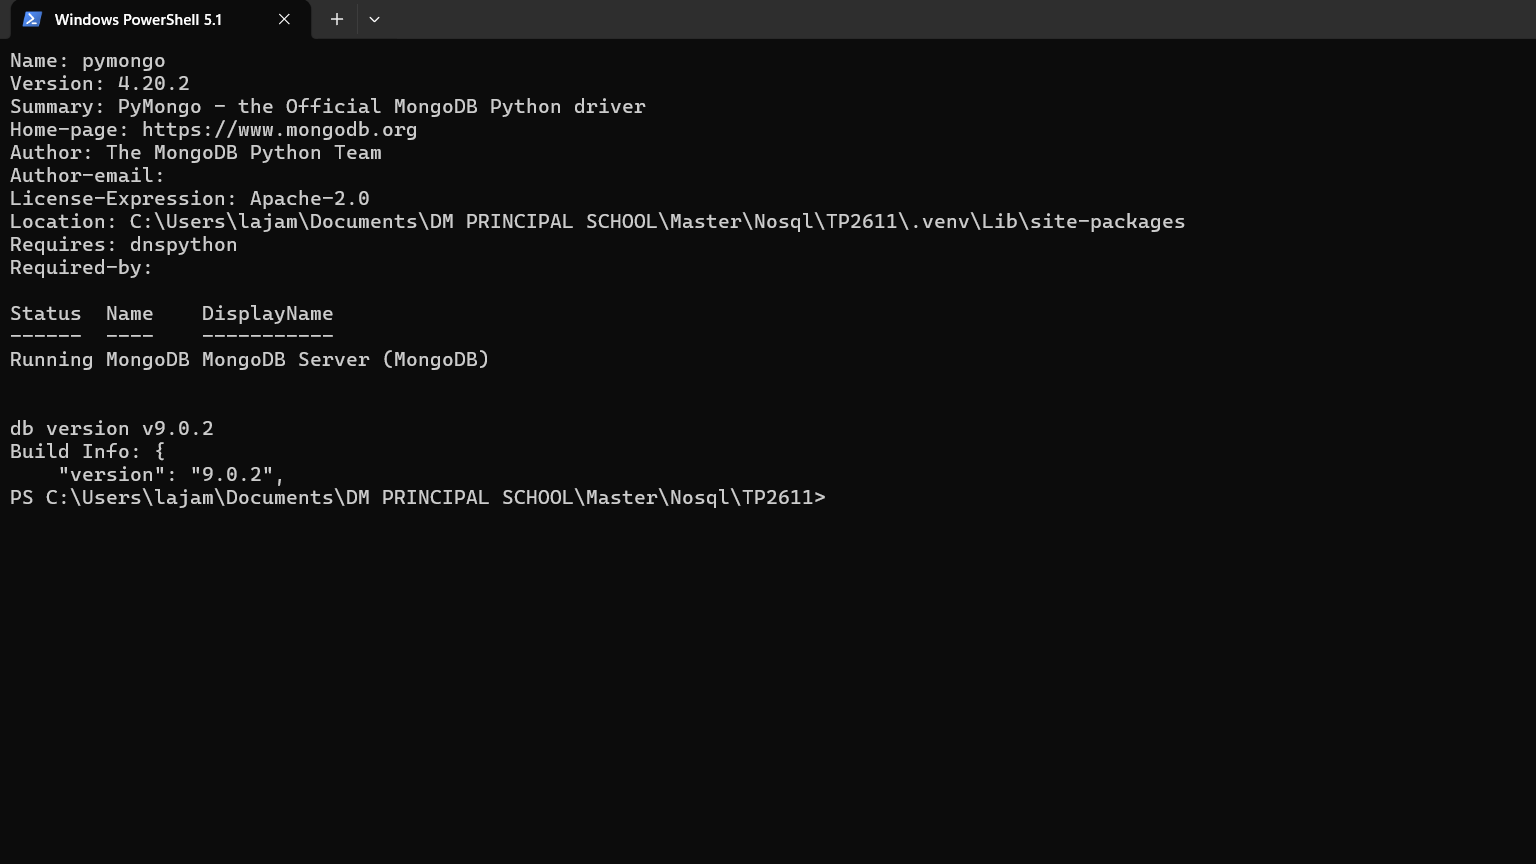 Windows PowerShell 5.1
Name: pymongo
Version: 4.20.2
Summary: PyMongo - the Official MongoDB Python driver
Home-page: https://www.mongodb.org
Author: The MongoDB Python Team
Author-email:
License-Expression: Apache-2.0
Location: C:\Users\lajam\Documents\DM PRINCIPAL SCHOOL\Master\Nosql\TP2611\.venv\Lib\site-packages
Requires: dnspython
Required-by:
Status  Name    DisplayName
------  ----    -----------
Running MongoDB MongoDB Server (MongoDB)
db version v9.0.2
Build Info: {
    "version": "9.0.2",
PS C:\Users\lajam\Documents\DM PRINCIPAL SCHOOL\Master\Nosql\TP2611>